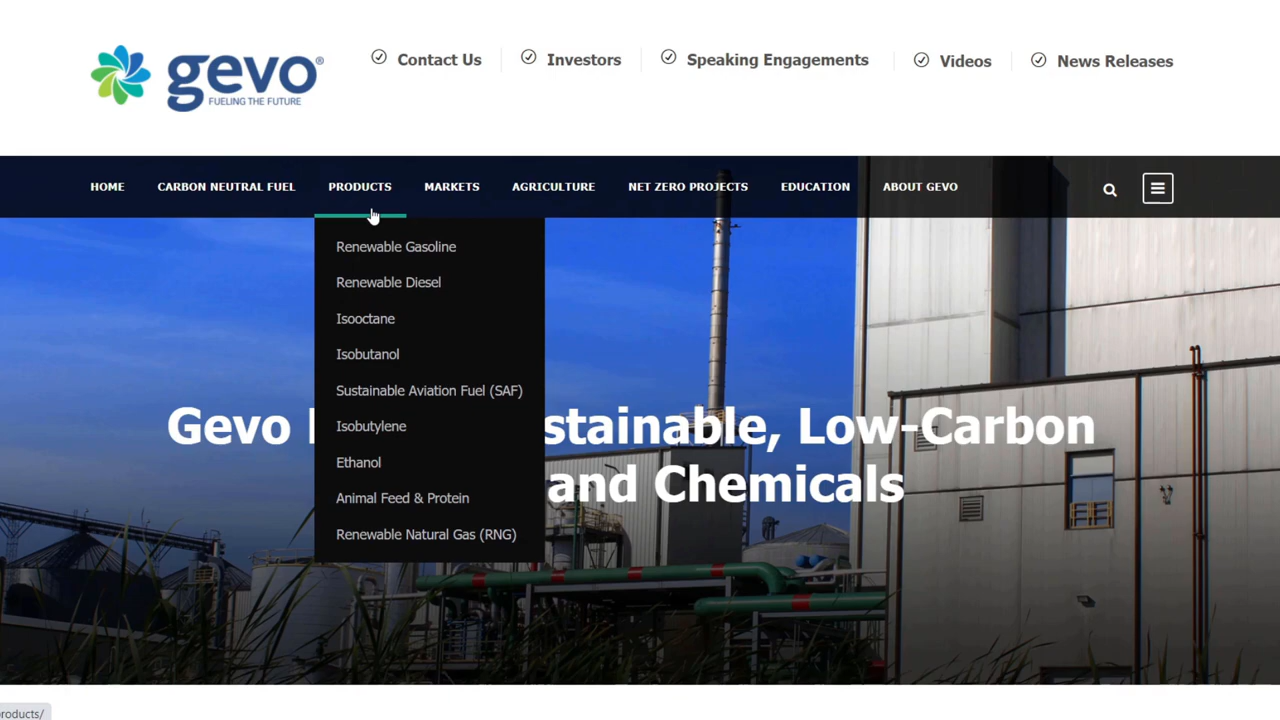 gevo®
FUELING THE FUTURE
Contact Us
Investors
Speaking Engagements
Videos
News Releases
HOME
CARBON NEUTRAL FUEL
PRODUCTS
MARKETS
AGRICULTURE
NET ZERO PROJECTS
EDUCATION
ABOUT GEVO
Renewable Gasoline
Renewable Diesel
Isooctane
Isobutanol
Sustainable Aviation Fuel (SAF)
Isobutylene
Ethanol
Animal Feed & Protein
Renewable Natural Gas (RNG)
Gevo stainable, Low-Carbon
and Chemicals
roducts/